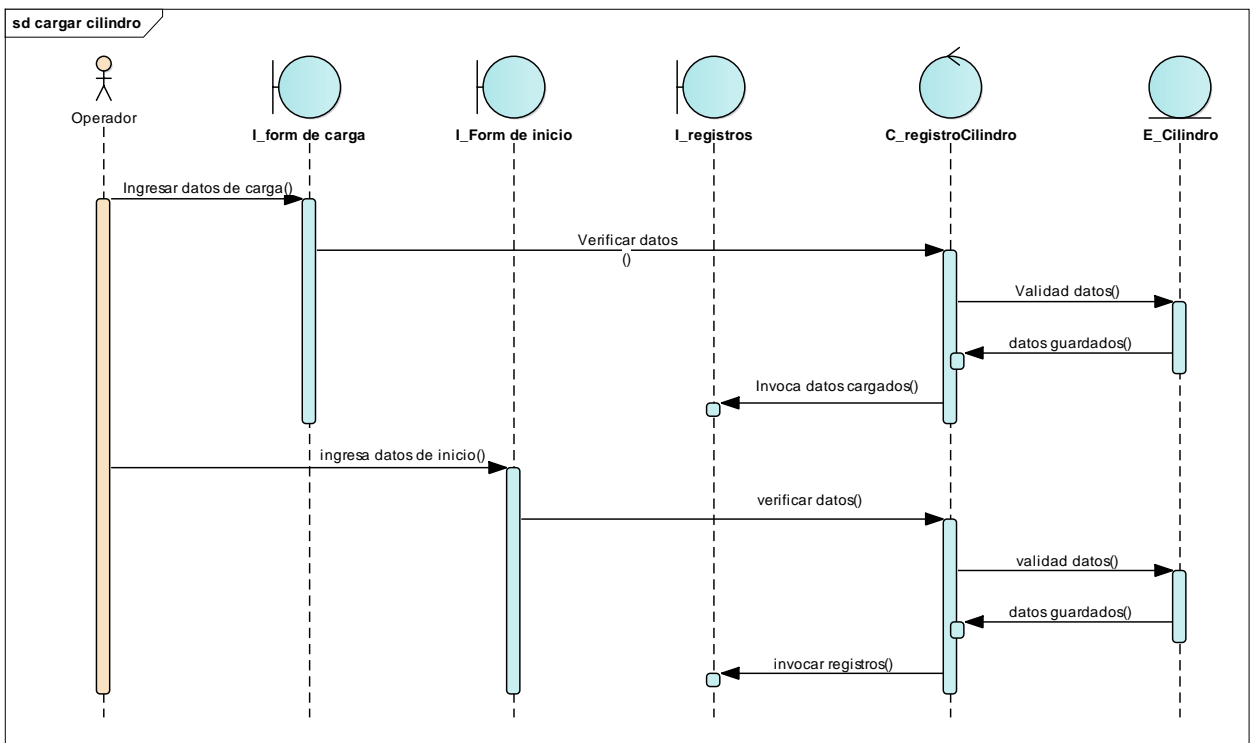 sd cargar cilindro
Operador
I_form de carga
I_Form de inicio
I_registros
C_registroCilindro
E_Cilindro
Ingresar datos de carga()
Verificar datos
()
Validad datos()
datos guardados()
Invoca datos cargados()
ingresa datos de inicio()
verificar datos()
validad datos()
datos guardados()
invocar registros()